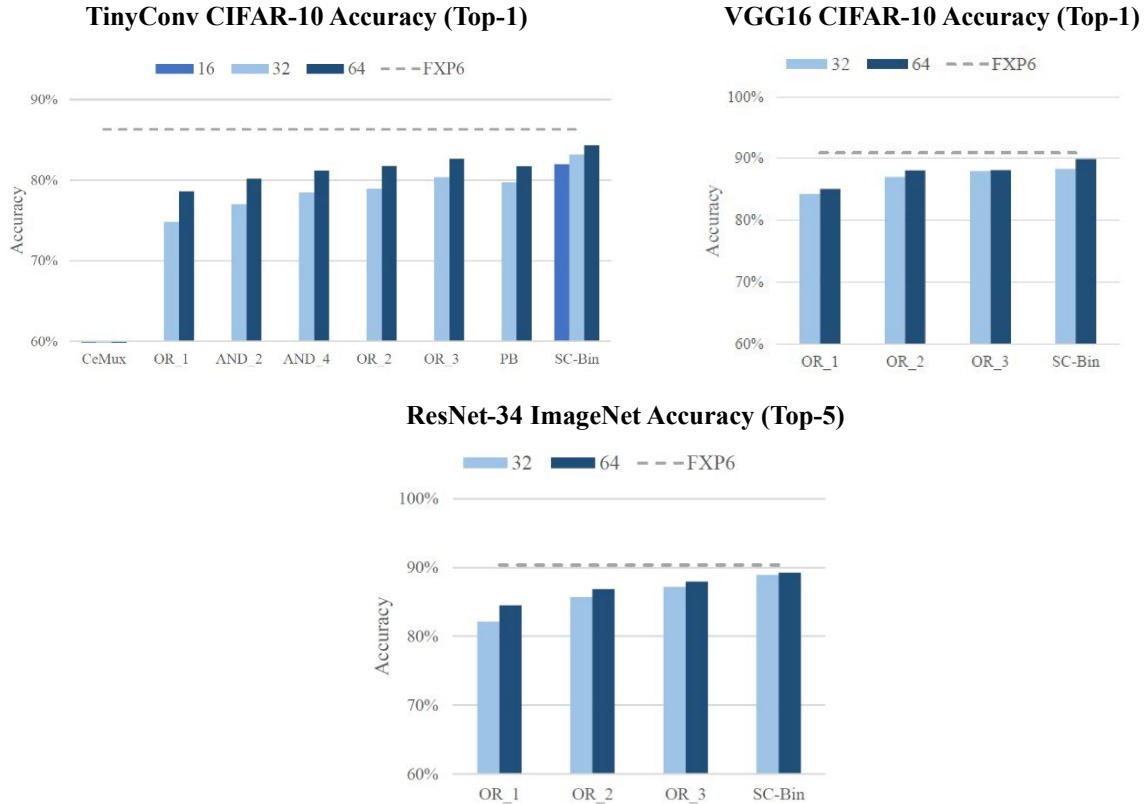 TinyConv CIFAR-10 Accuracy (Top-1)
16 32 64 FXP6
90%
80%
70%
60%
Accuracy
CeMux OR_1 AND_2 AND_4 OR_2 OR_3 PB SC-Bin
VGG16 CIFAR-10 Accuracy (Top-1)
32 64 FXP6
100%
90%
80%
70%
60%
Accuracy
OR_1 OR_2 OR_3 SC-Bin
ResNet-34 ImageNet Accuracy (Top-5)
32 64 FXP6
100%
90%
80%
70%
60%
Accuracy
OR_1 OR_2 OR_3 SC-Bin